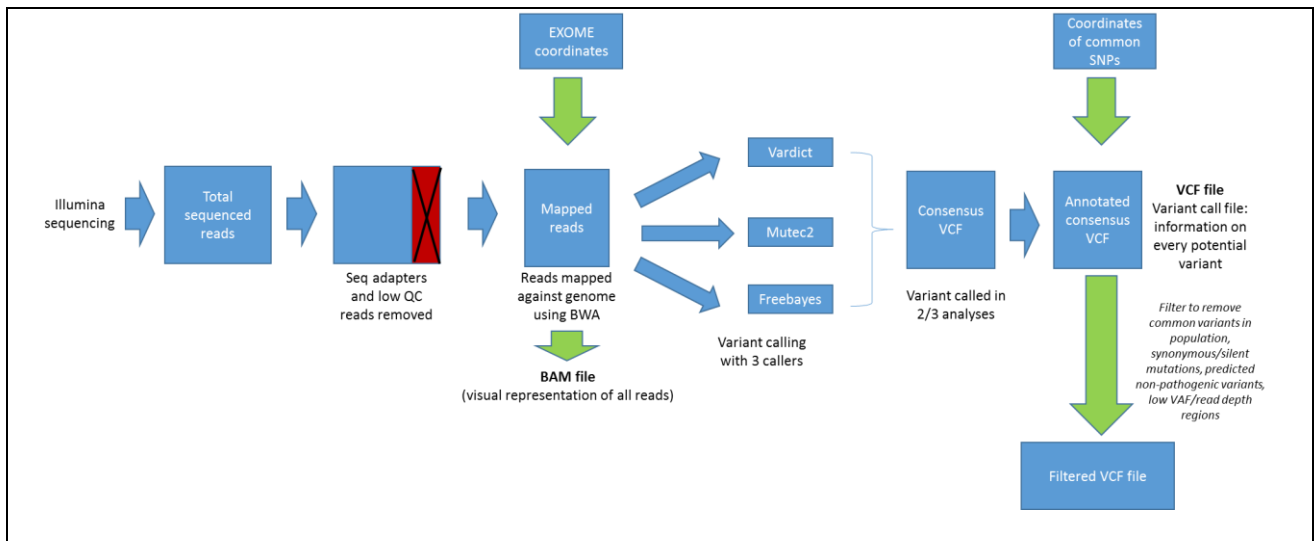 EXOME
coordinates
Coordinates
of common
SNPs
Illumina
sequencing
Total
sequenced
reads
Seq adapters
and low QC
reads removed
Mapped
reads
Reads mapped
against genome
using BWA
BAM file
(visual representation of all reads)
Vardict
Mutec2
Freebayes
Variant calling
with 3 callers
Consensus
VCF
Variant called in
2/3 analyses
Annotated
consensus
VCF
VCF file
Variant call file:
information on
every potential
variant
Filter to remove
common variants in
population,
synonymous/silent
mutations, predicted
non-pathogenic variants,
low VAF/read depth
regions
Filtered VCF file